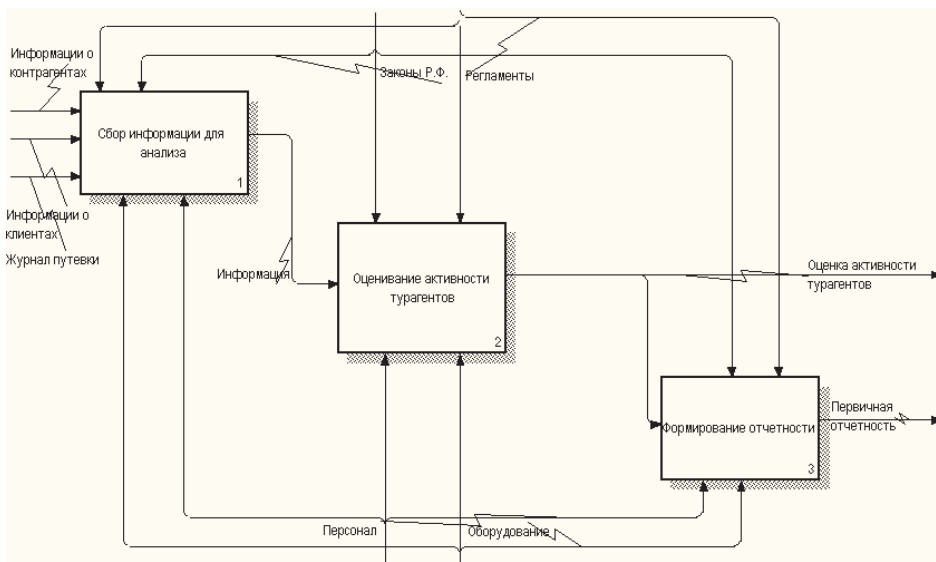 Информации о
контрагентах
Законы Р.Ф.
Регламенты
Сбор информации для
анализа
1
Информации о
клиентах
Журнал путевки
Информация
Оценивание активности
турагентов
2
Оценка активности
турагентов
Первичная
отчетность
Формирование отчетности
3
Персонал
Оборудование